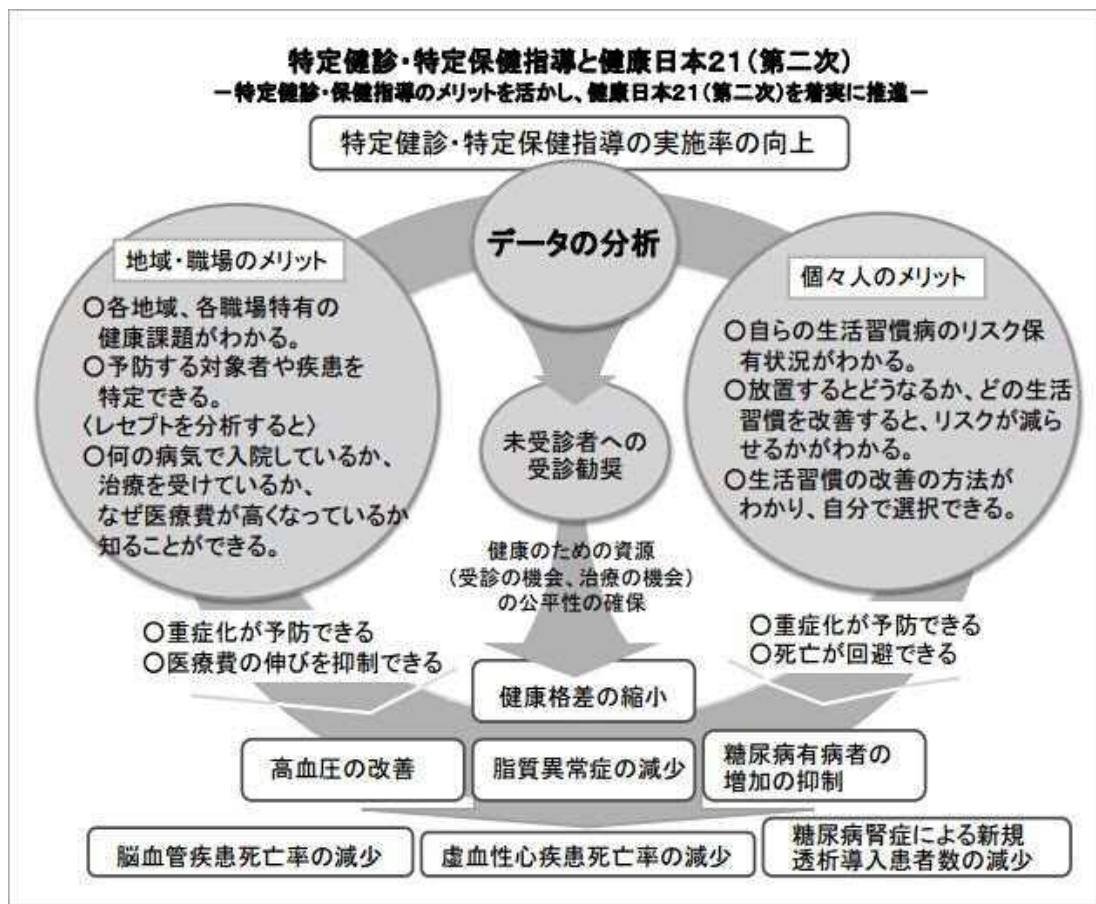 特定健診・特定保健指導と健康日本21（第二次）
－特定健診・保健指導のメリットを活かし、健康日本21（第二次）を着実に推進－
特定健診・特定保健指導の実施率の向上
データの分析
地域・職場のメリット
〇各地域、各職場特有の
健康課題がわかる。
〇予防する対象者や疾患を
特定できる。
〈レセプトを分析すると〉
〇何の病気で入院しているか、
治療を受けているか、
なぜ医療費が高くなっているか
知ることができる。
個々人のメリット
〇自らの生活習慣病のリスク保
有状況がわかる。
〇放置するとどうなるか、どの生活
習慣を改善すると、リスクが減ら
せるかがわかる。
〇生活習慣の改善の方法が
わかり、自分で選択できる。
未受診者への
受診勧奨
健康のための資源
（受診の機会、治療の機会）
の公平性の確保
〇重症化が予防できる
〇医療費の伸びを抑制できる
〇重症化が予防できる
〇死亡が回避できる
健康格差の縮小
高血圧の改善
脂質異常症の減少
糖尿病有病者の
増加の抑制
脳血管疾患死亡率の減少
虚血性心疾患死亡率の減少
糖尿病腎症による新規
透析導入患者数の減少